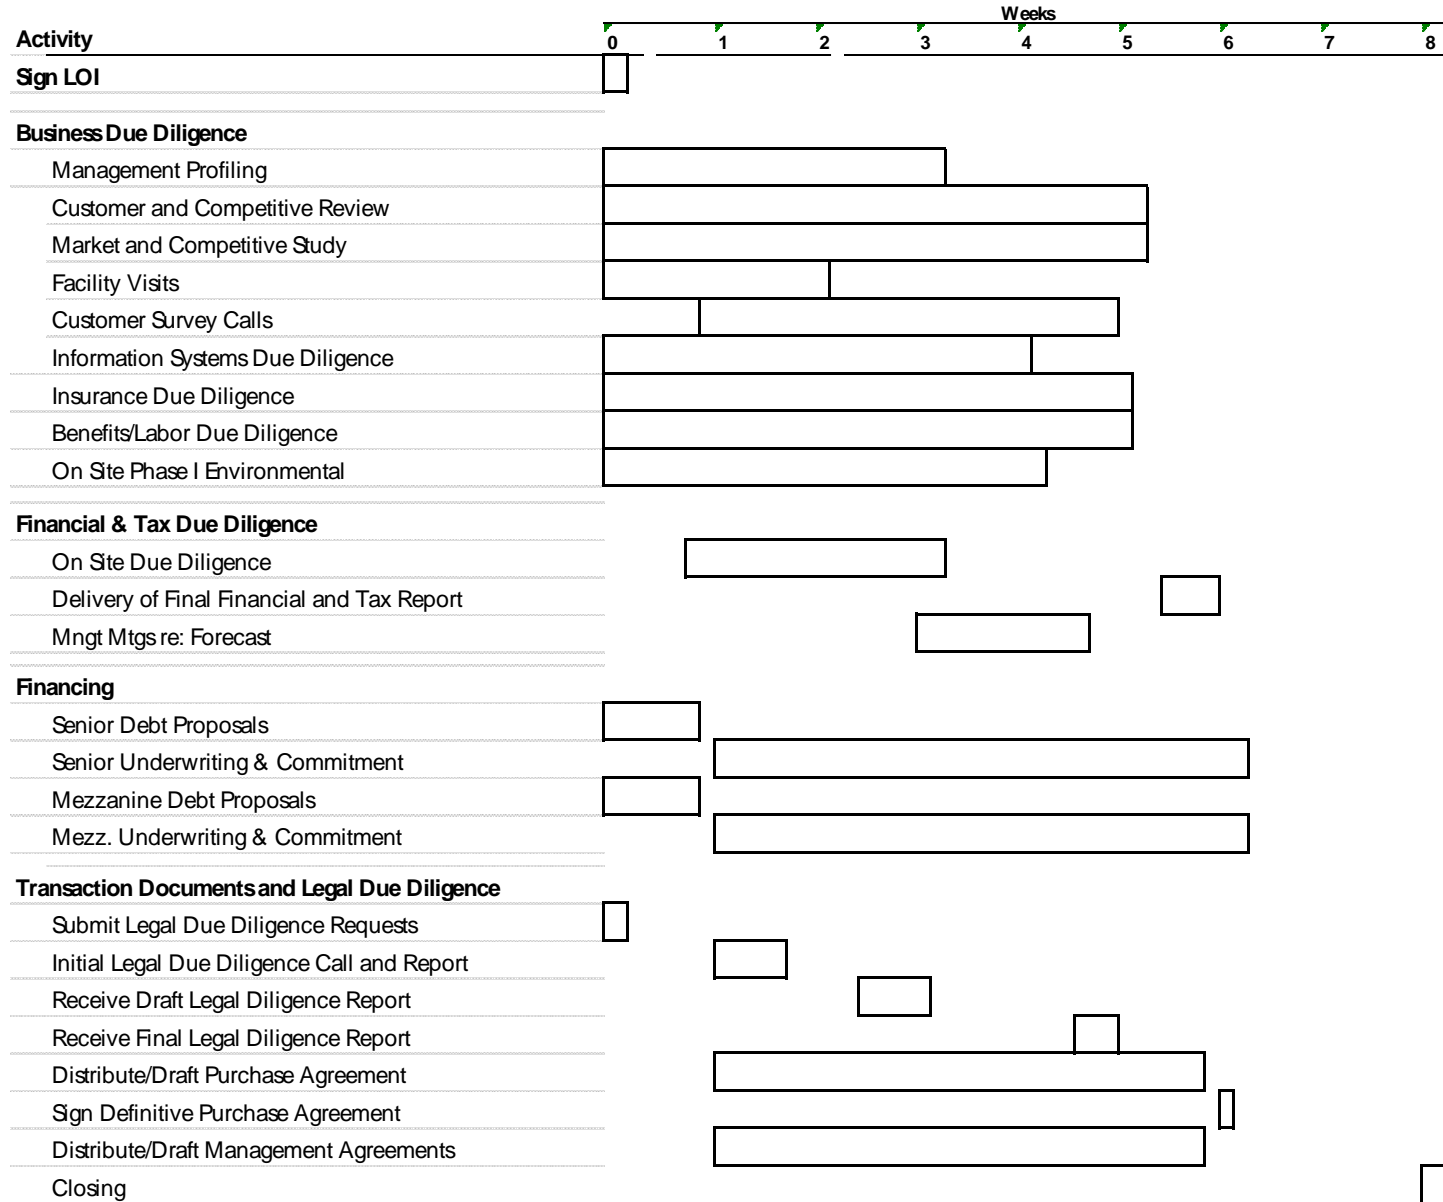 Weeks
Activity 0 1 2 3 4 5 6 7 8
Sign LOI
Business Due Diligence
Management Profiling
Customer and Competitive Review
Market and Competitive Study
Facility Visits
Customer Survey Calls
Information Systems Due Diligence
Insurance Due Diligence
Benefits/Labor Due Diligence
On Site Phase I Environmental
Financial & Tax Due Diligence
On Site Due Diligence
Delivery of Final Financial and Tax Report
Mngt Mtgs re: Forecast
Financing
Senior Debt Proposals
Senior Underwriting & Commitment
Mezzanine Debt Proposals
Mezz. Underwriting & Commitment
Transaction Documents and Legal Due Diligence
Submit Legal Due Diligence Requests
Initial Legal Due Diligence Call and Report
Receive Draft Legal Diligence Report
Receive Final Legal Diligence Report
Distribute/Draft Purchase Agreement
Sign Definitive Purchase Agreement
Distribute/Draft Management Agreements
Closing